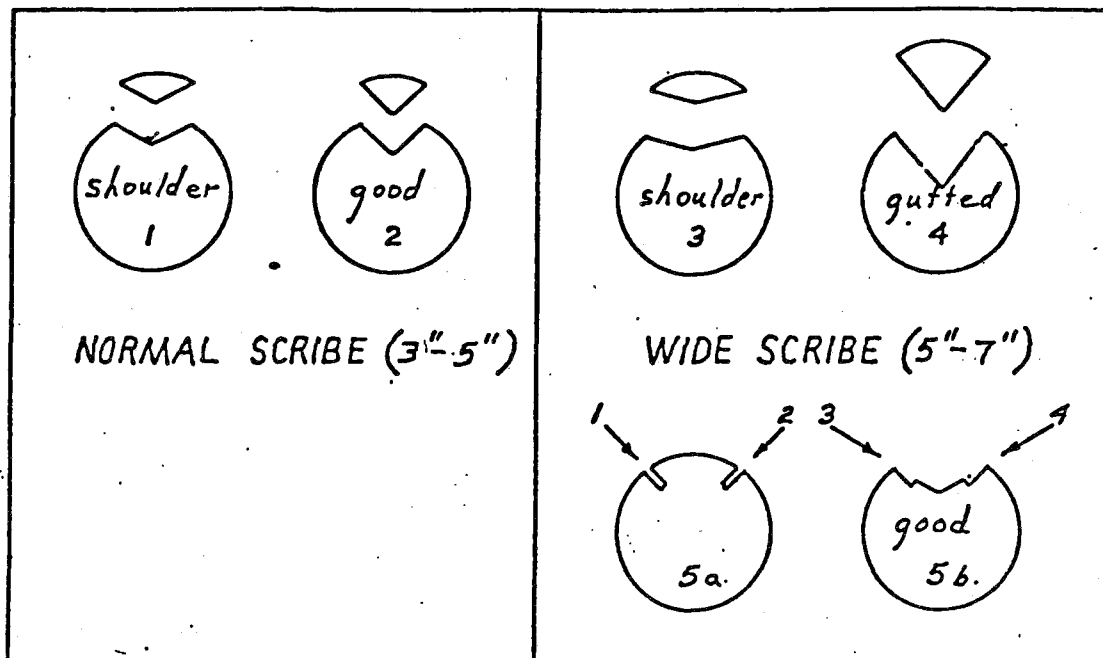 shoulder
1
good
2
NORMAL SCRIBE (3"-5")
shoulder
3
gutted
4
WIDE SCRIBE (5"-7")
1
2
3
4
5a.
good
5b.